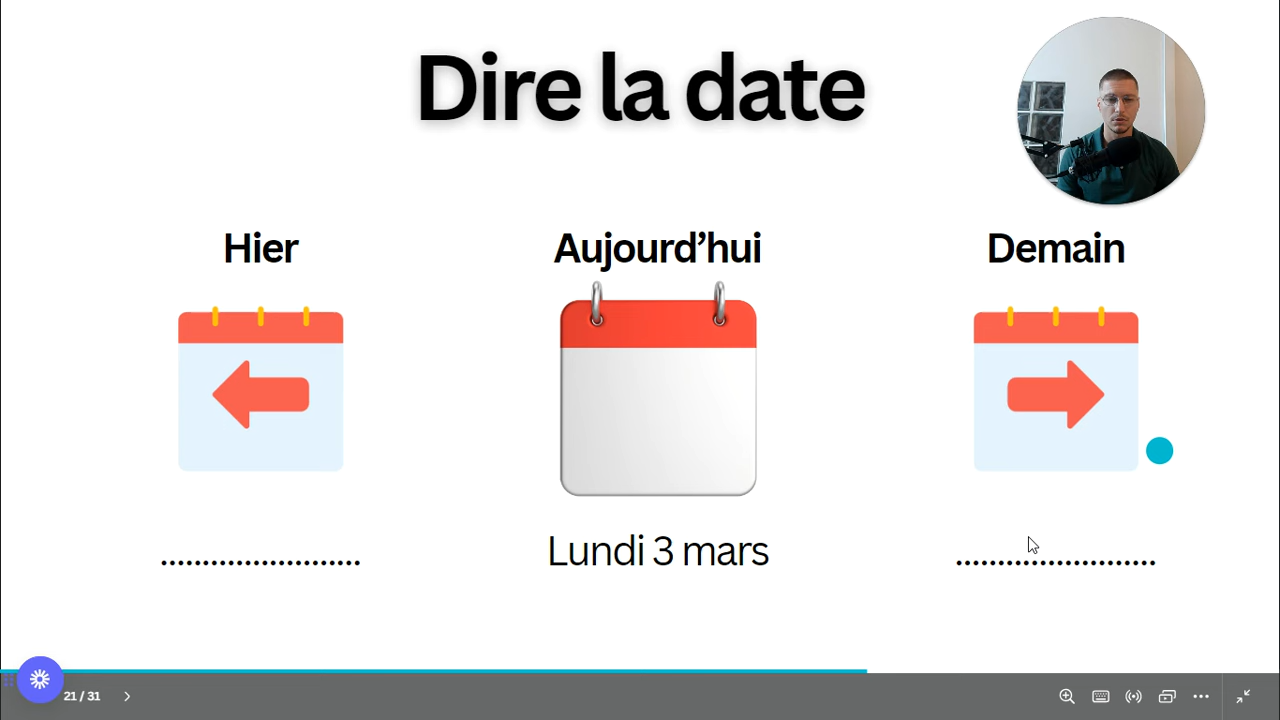 Dire la date
Hier
Aujourd’hui
Demain
........................
Lundi 3 mars
........................
21 / 31